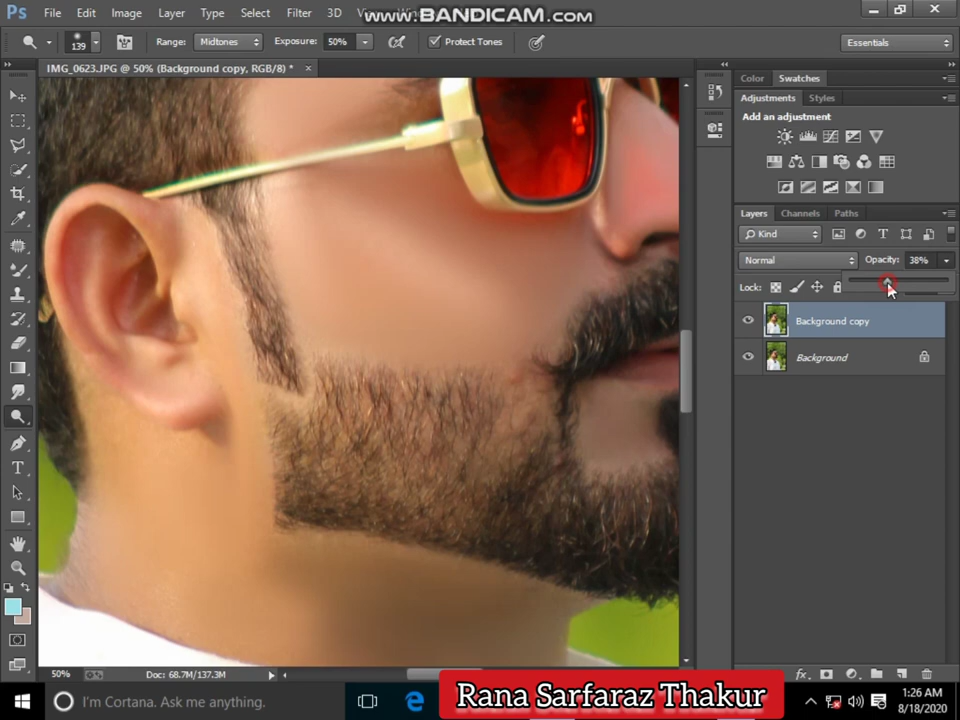 Ps File Edit Image Layer Type Select Filter 3D
www.BANDICAM.com
139 Range: Midtones Exposure: 50% Protect Tones Essentials
IMG_0623.JPG @ 50% (Background copy, RGB/8) * ×
Color Swatches
Adjustments Styles
Add an adjustment
Layers Channels Paths
Kind
Normal Opacity: 38%
Lock:
Background copy
Background
50% Doc: 68.7M/137.3M
I'm Cortana. Ask me anything.
Rana Sarfaraz Thakur
1:26 AM
8/18/2020